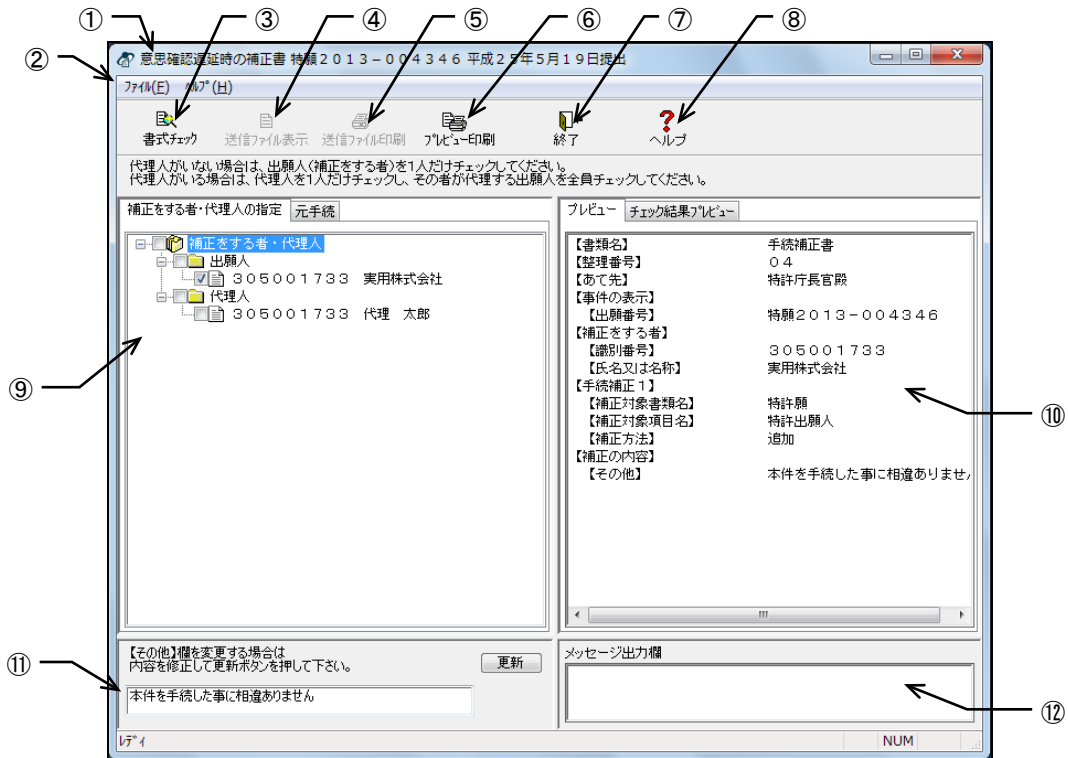 ① ③ ④ ⑤ ⑥ ⑦ ⑧
②
意思確認遅延時の補正書 特願2013-004346 平成25年5月19日提出
ﾌｧｲﾙ(F) ﾍﾙﾌﾟ(H)
書式ﾁｪｯｸ 送信ﾌｧｲﾙ表示 送信ﾌｧｲﾙ印刷 ﾌﾟﾚﾋﾞｭｰ印刷 終了 ヘルプ
代理人がいない場合は、出願人(補正をする者)を1人だけチェックしてください。
代理人がいる場合は、代理人を1人だけチェックし、その者が代理する出願人を全員チェックしてください。
補正をする者・代理人の指定 元手続
補正をする者・代理人
出願人
305001733 実用株式会社
代理人
305001733 代理 太郎
⑨
プレビュー チェック結果ﾌﾟﾚﾋﾞｭｰ
【書類名】 手続補正書
【整理番号】 04
【あて先】 特許庁長官殿
【事件の表示】
【出願番号】 特願2013-004346
【補正をする者】
【識別番号】 305001733
【氏名又は名称】 実用株式会社
【手続補正1】
【補正対象書類名】 特許願
【補正対象項目名】 特許出願人
【補正方法】 追加
【補正の内容】
【その他】 本件を手続した事に相違ありませ
⑩
⑪
【その他】欄を変更する場合は
内容を修正して更新ボタンを押して下さい。
更新
本件を手続した事に相違ありません
メッセージ出力欄
⑫
ﾚﾃﾞｨ NUM